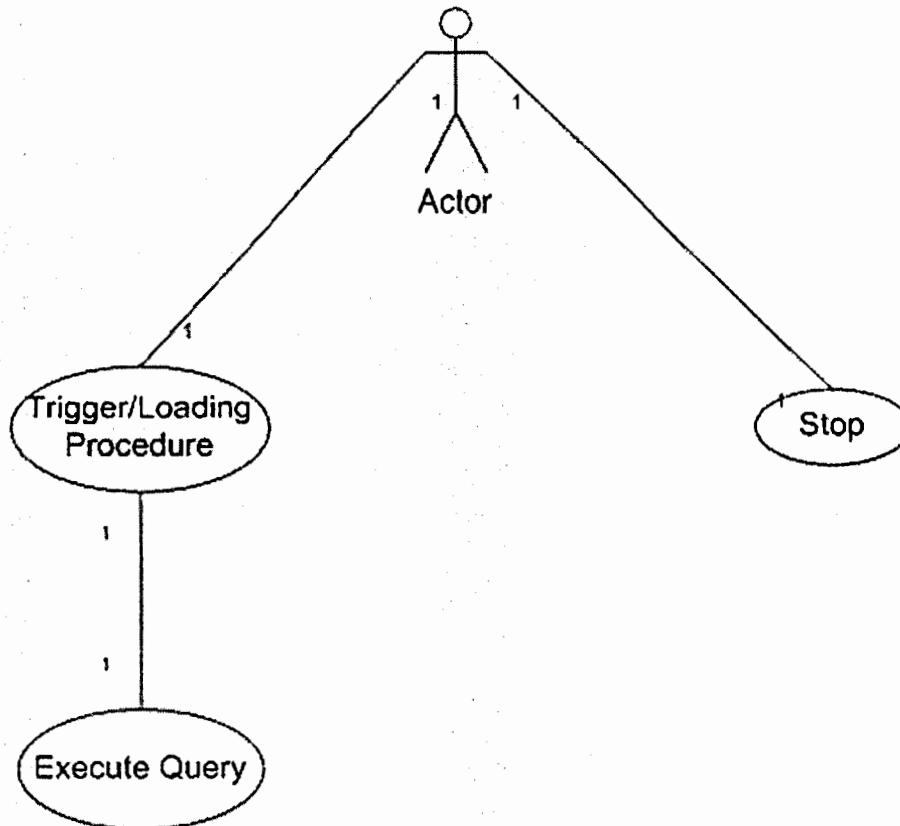 1
1
Actor
1
Trigger/Loading
Procedure
1
Stop
1
1
Execute Query